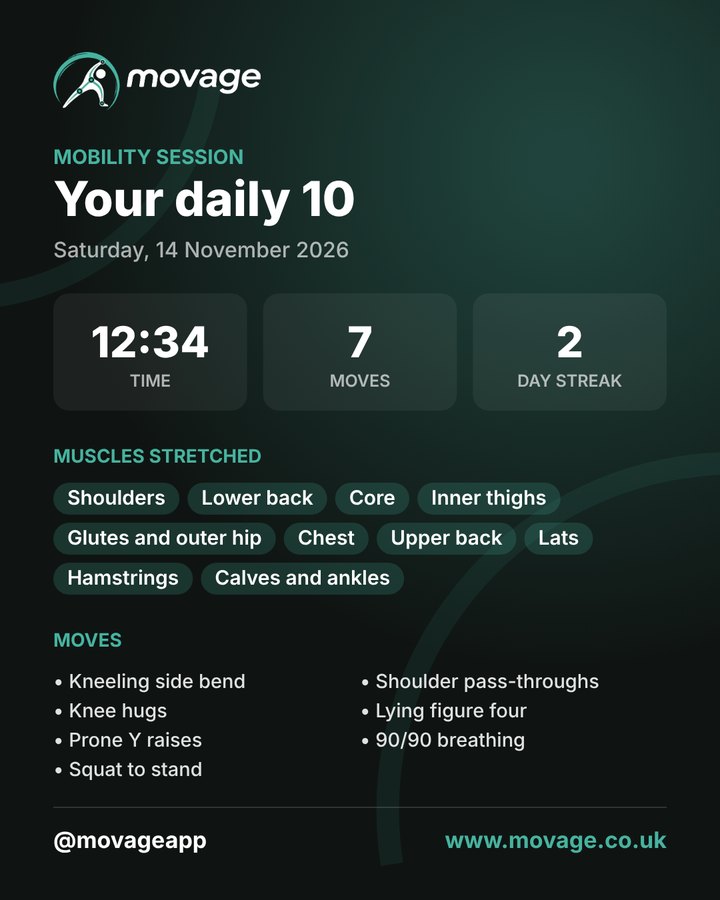 movage
MOBILITY SESSION
Your daily 10
Saturday, 14 November 2026
12:34
TIME
7
MOVES
2
DAY STREAK
MUSCLES STRETCHED
Shoulders
Lower back
Core
Inner thighs
Glutes and outer hip
Chest
Upper back
Lats
Hamstrings
Calves and ankles
MOVES
• Kneeling side bend
• Knee hugs
• Prone Y raises
• Squat to stand
• Shoulder pass-throughs
• Lying figure four
• 90/90 breathing
@movageapp
www.movage.co.uk